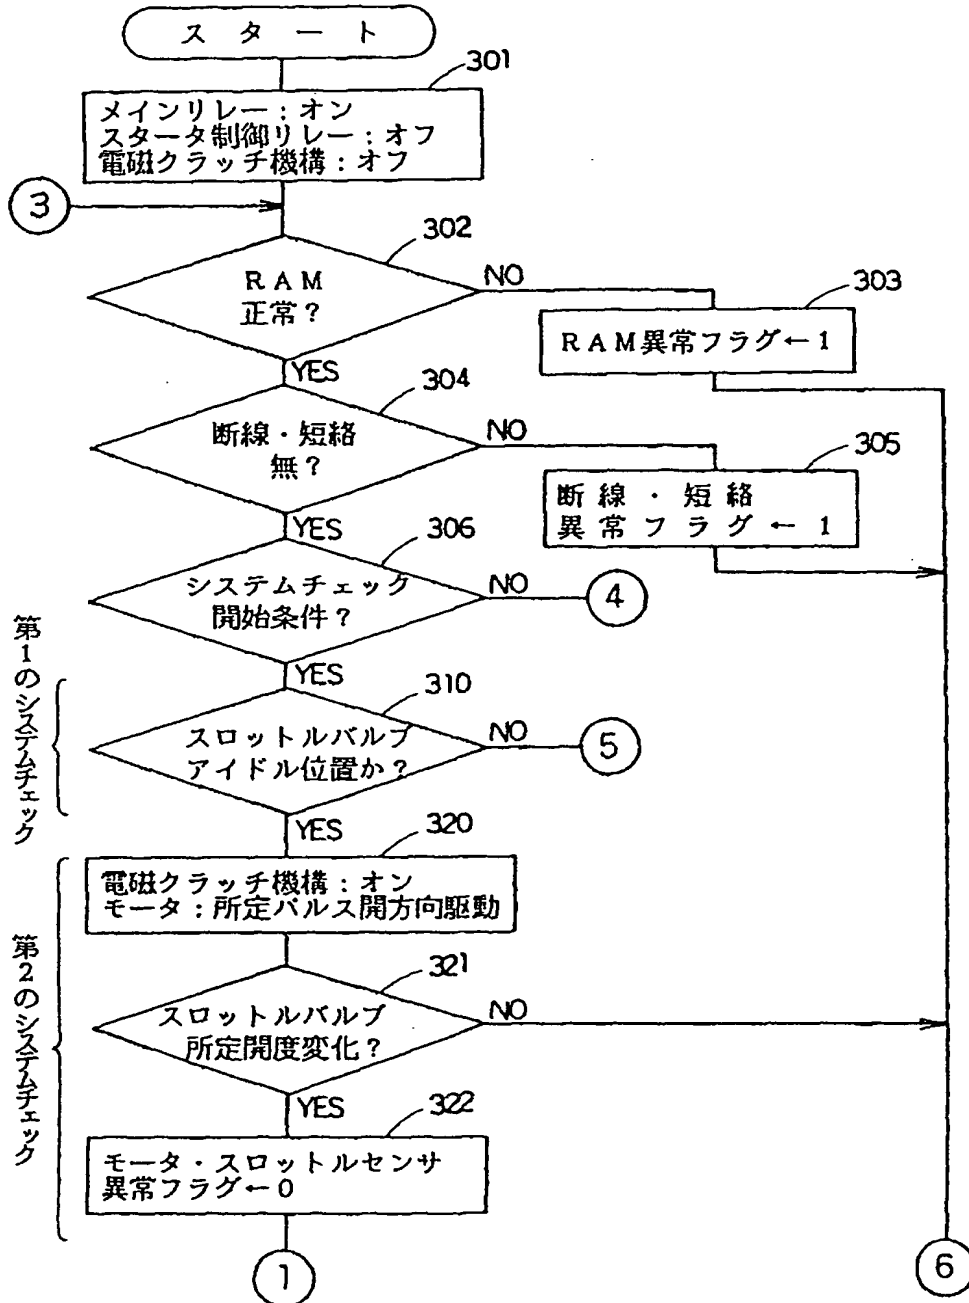 スタート
301
メインリレー：オン
スタータ制御リレー：オフ
電磁クラッチ機構：オフ
3
302
RAM
正常？
NO
303
RAM異常フラグ←1
YES
304
断線・短絡
無？
NO
305
断線・短絡
異常フラグ←1
YES
306
システムチェック
開始条件？
NO
4
YES
第1のシステムチェック
310
スロットルバルブ
アイドル位置か？
NO
5
YES
第2のシステムチェック
320
電磁クラッチ機構：オン
モータ：所定パルス開方向駆動
321
スロットルバルブ
所定開度変化？
NO
YES
322
モータ・スロットルセンサ
異常フラグ←0
1
6